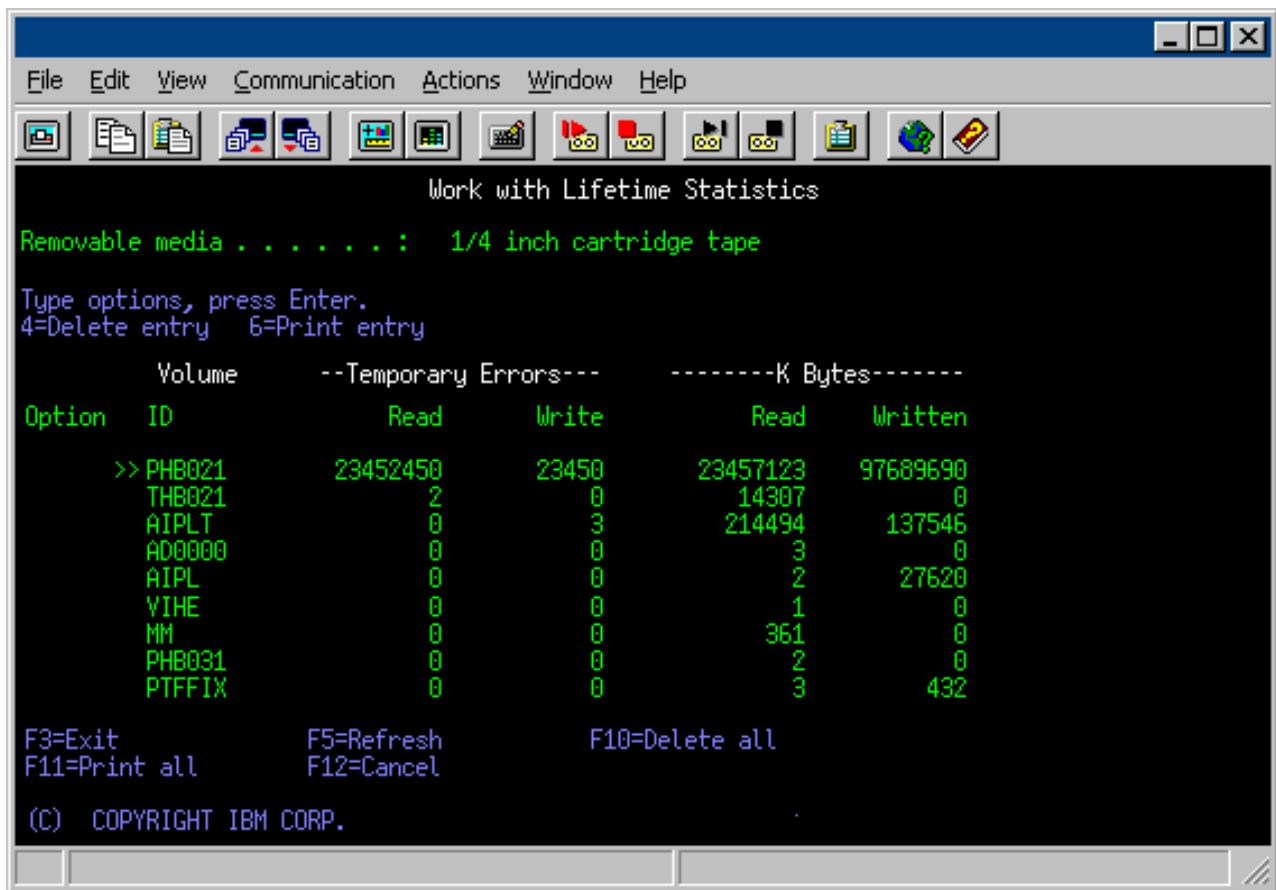 File Edit View Communication Actions Window Help
Work with Lifetime Statistics
Removable media . . . . . . : 1/4 inch cartridge tape
Type options, press Enter.
4=Delete entry 6=Print entry
Volume --Temporary Errors--- --------K Bytes-------
Option ID Read Write Read Written
>> PHB021 23452450 23450 23457123 97689690
THB021 2 0 14307 0
AIPLT 0 3 214494 137546
AD0000 0 0 3 0
AIPL 0 0 2 27620
VIHE 0 0 1 0
MM 0 0 361 0
PHB031 0 0 2 0
PTFFIX 0 0 3 432
F3=Exit F5=Refresh F10=Delete all
F11=Print all F12=Cancel
(C) COPYRIGHT IBM CORP.